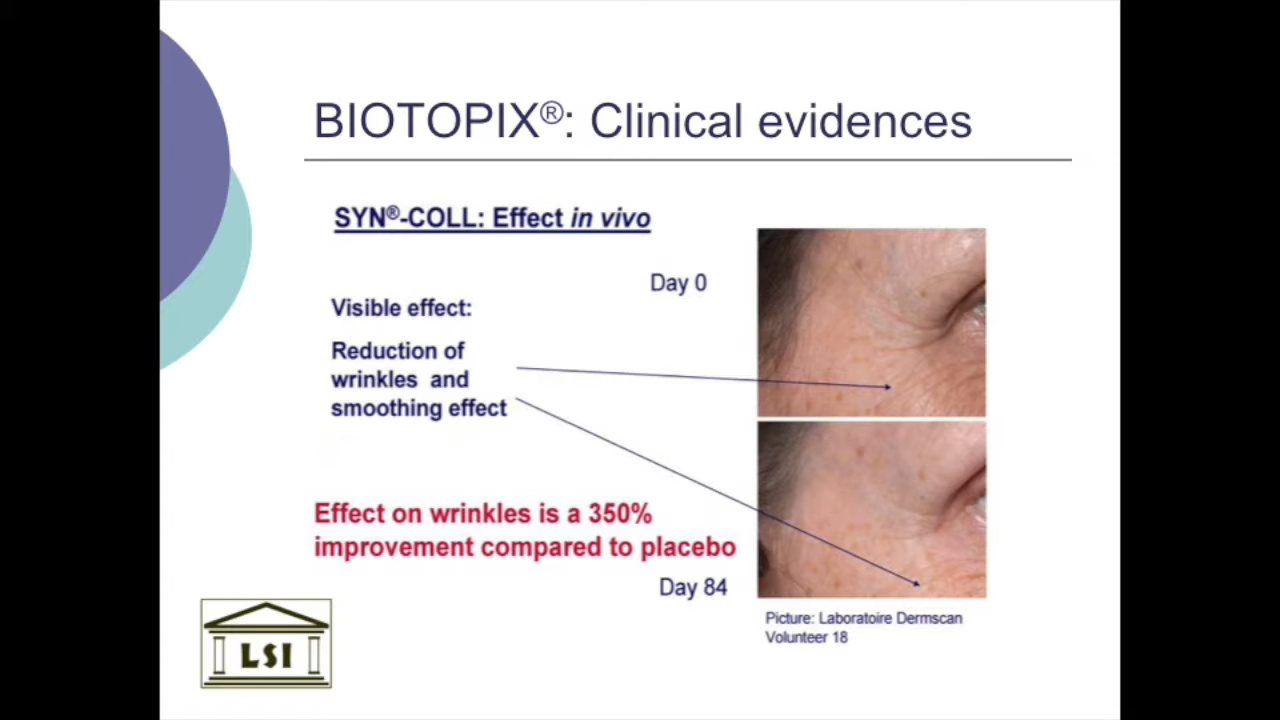 BIOTOPIX®: Clinical evidences
SYN®-COLL: Effect in vivo
Day 0
Visible effect:
Reduction of
wrinkles and
smoothing effect
Effect on wrinkles is a 350%
improvement compared to placebo
Day 84
Picture: Laboratoire Dermscan
Volunteer 18
LSI